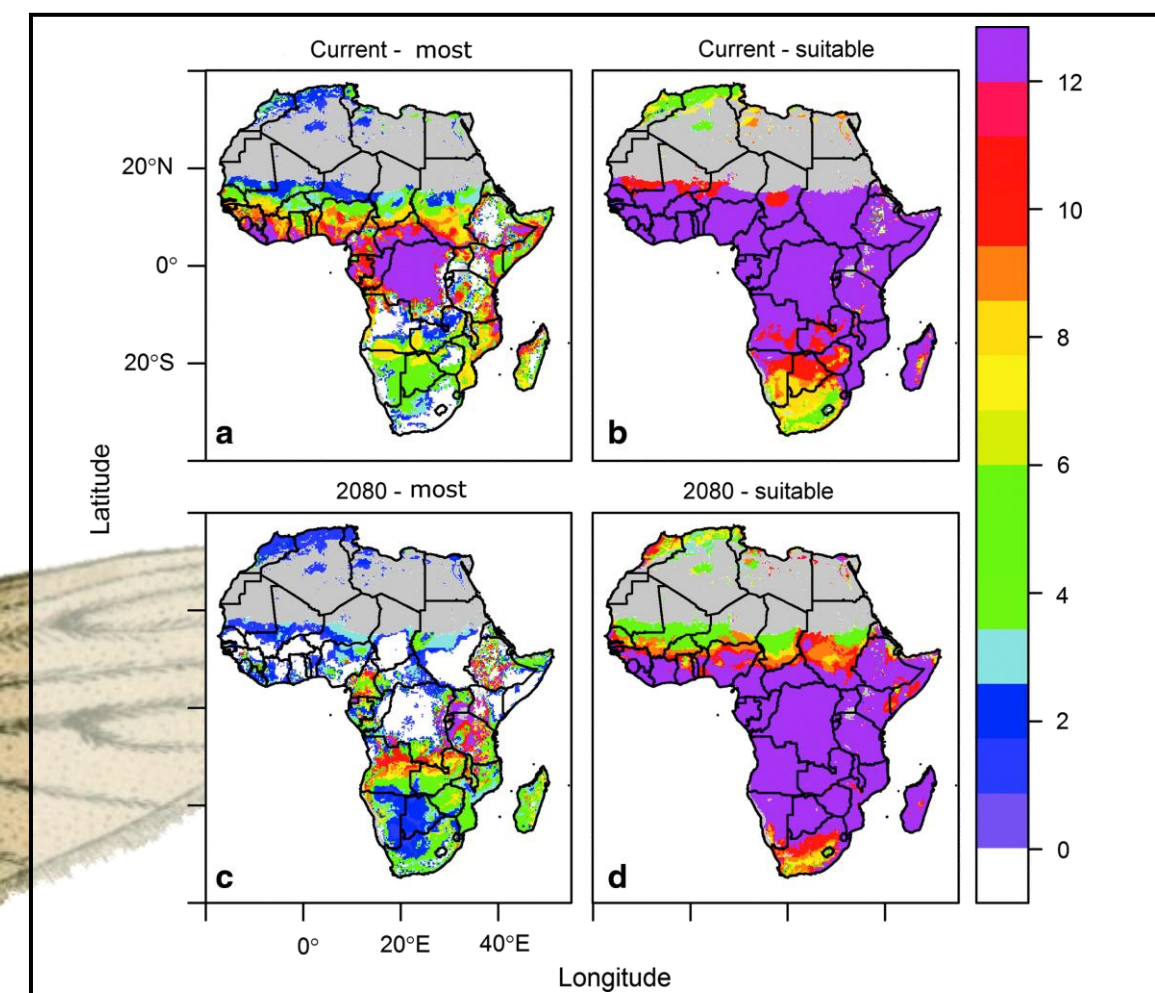 Current - most
Current - suitable
20°N
0°
20°S
a
b
12
10
8
6
4
2
0
Latitude
2080 - most
2080 - suitable
c
d
0°
20°E
40°E
Longitude